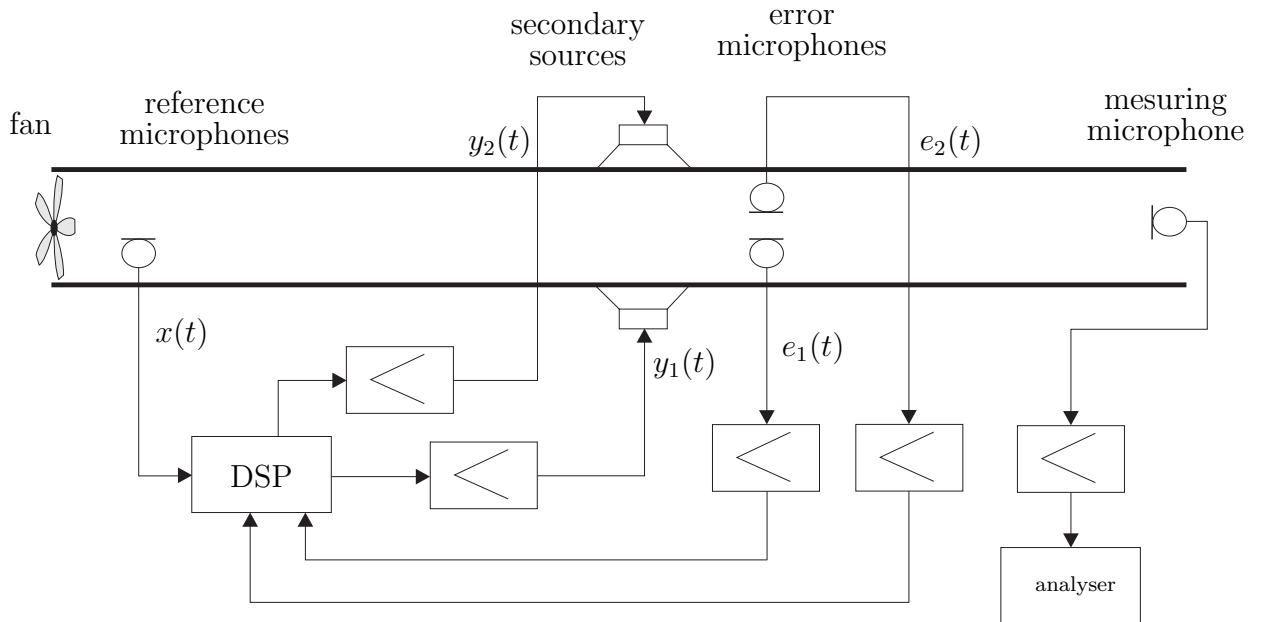 secondary
sources
error
microphones
fan
reference
microphones
mesuring
microphone
y₂(t)
e₂(t)
x(t)
y₁(t)
e₁(t)
DSP
analyser